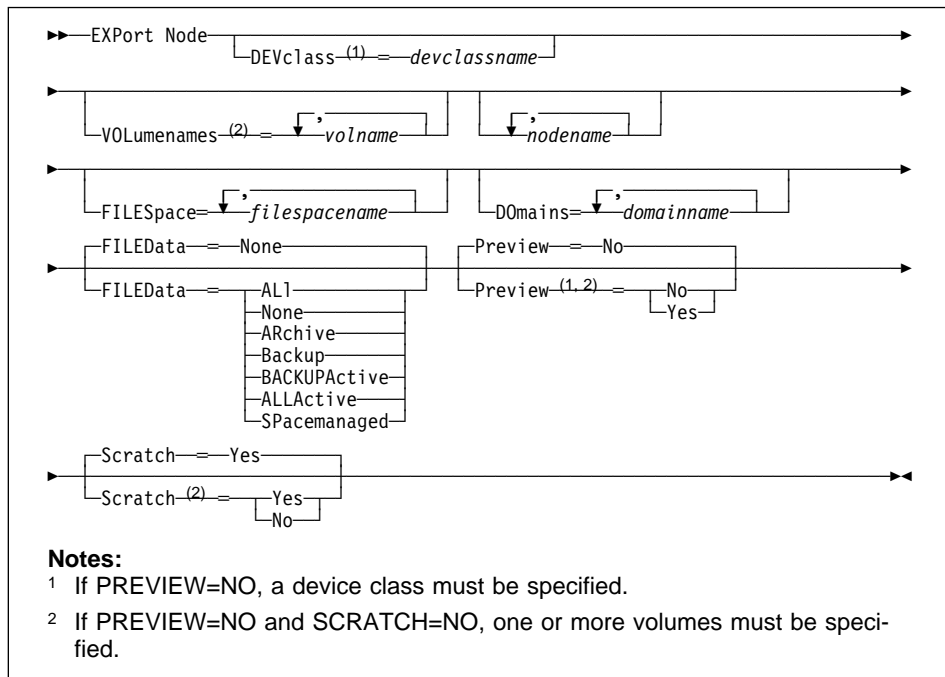 EXPort Node
DEVclass (1) = devclassname
,
,
VOLumenames (2) = volname
nodename
,
,
FILESpace= filespacename
DOmains= domainname
FILEData = None
Preview = No
FILEData = ALl
Preview (1, 2) = No
None
Yes
ARchive
Backup
BACKUPActive
ALLActive
SPacemanaged
Scratch = Yes
Scratch (2) = Yes
No
Notes:
1 If PREVIEW=NO, a device class must be specified.
2 If PREVIEW=NO and SCRATCH=NO, one or more volumes must be speci-
fied.